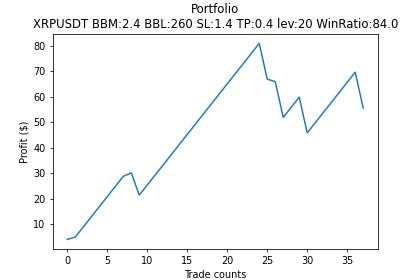 Portfolio
XRPUSDT BBM:2.4 BBL:260 SL:1.4 TP:0.4 lev:20 WinRatio:84.0
80
70
60
50
40
30
20
10
Profit ($)
0 5 10 15 20 25 30 35
Trade counts